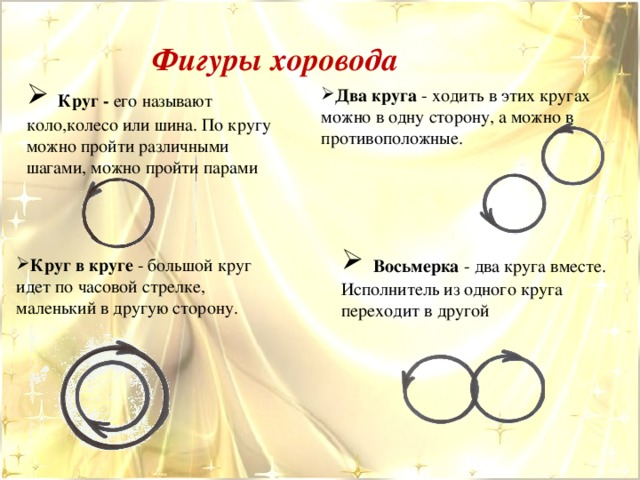 Фигуры хоровода
Круг - его называют
коло,колесо или шина. По кругу
можно пройти различными
шагами, можно пройти парами
Два круга - ходить в этих кругах
можно в одну сторону, а можно в
противоположные.
Круг в круге - большой круг
идет по часовой стрелке,
маленький в другую сторону.
Восьмерка - два круга вместе.
Исполнитель из одного круга
переходит в другой